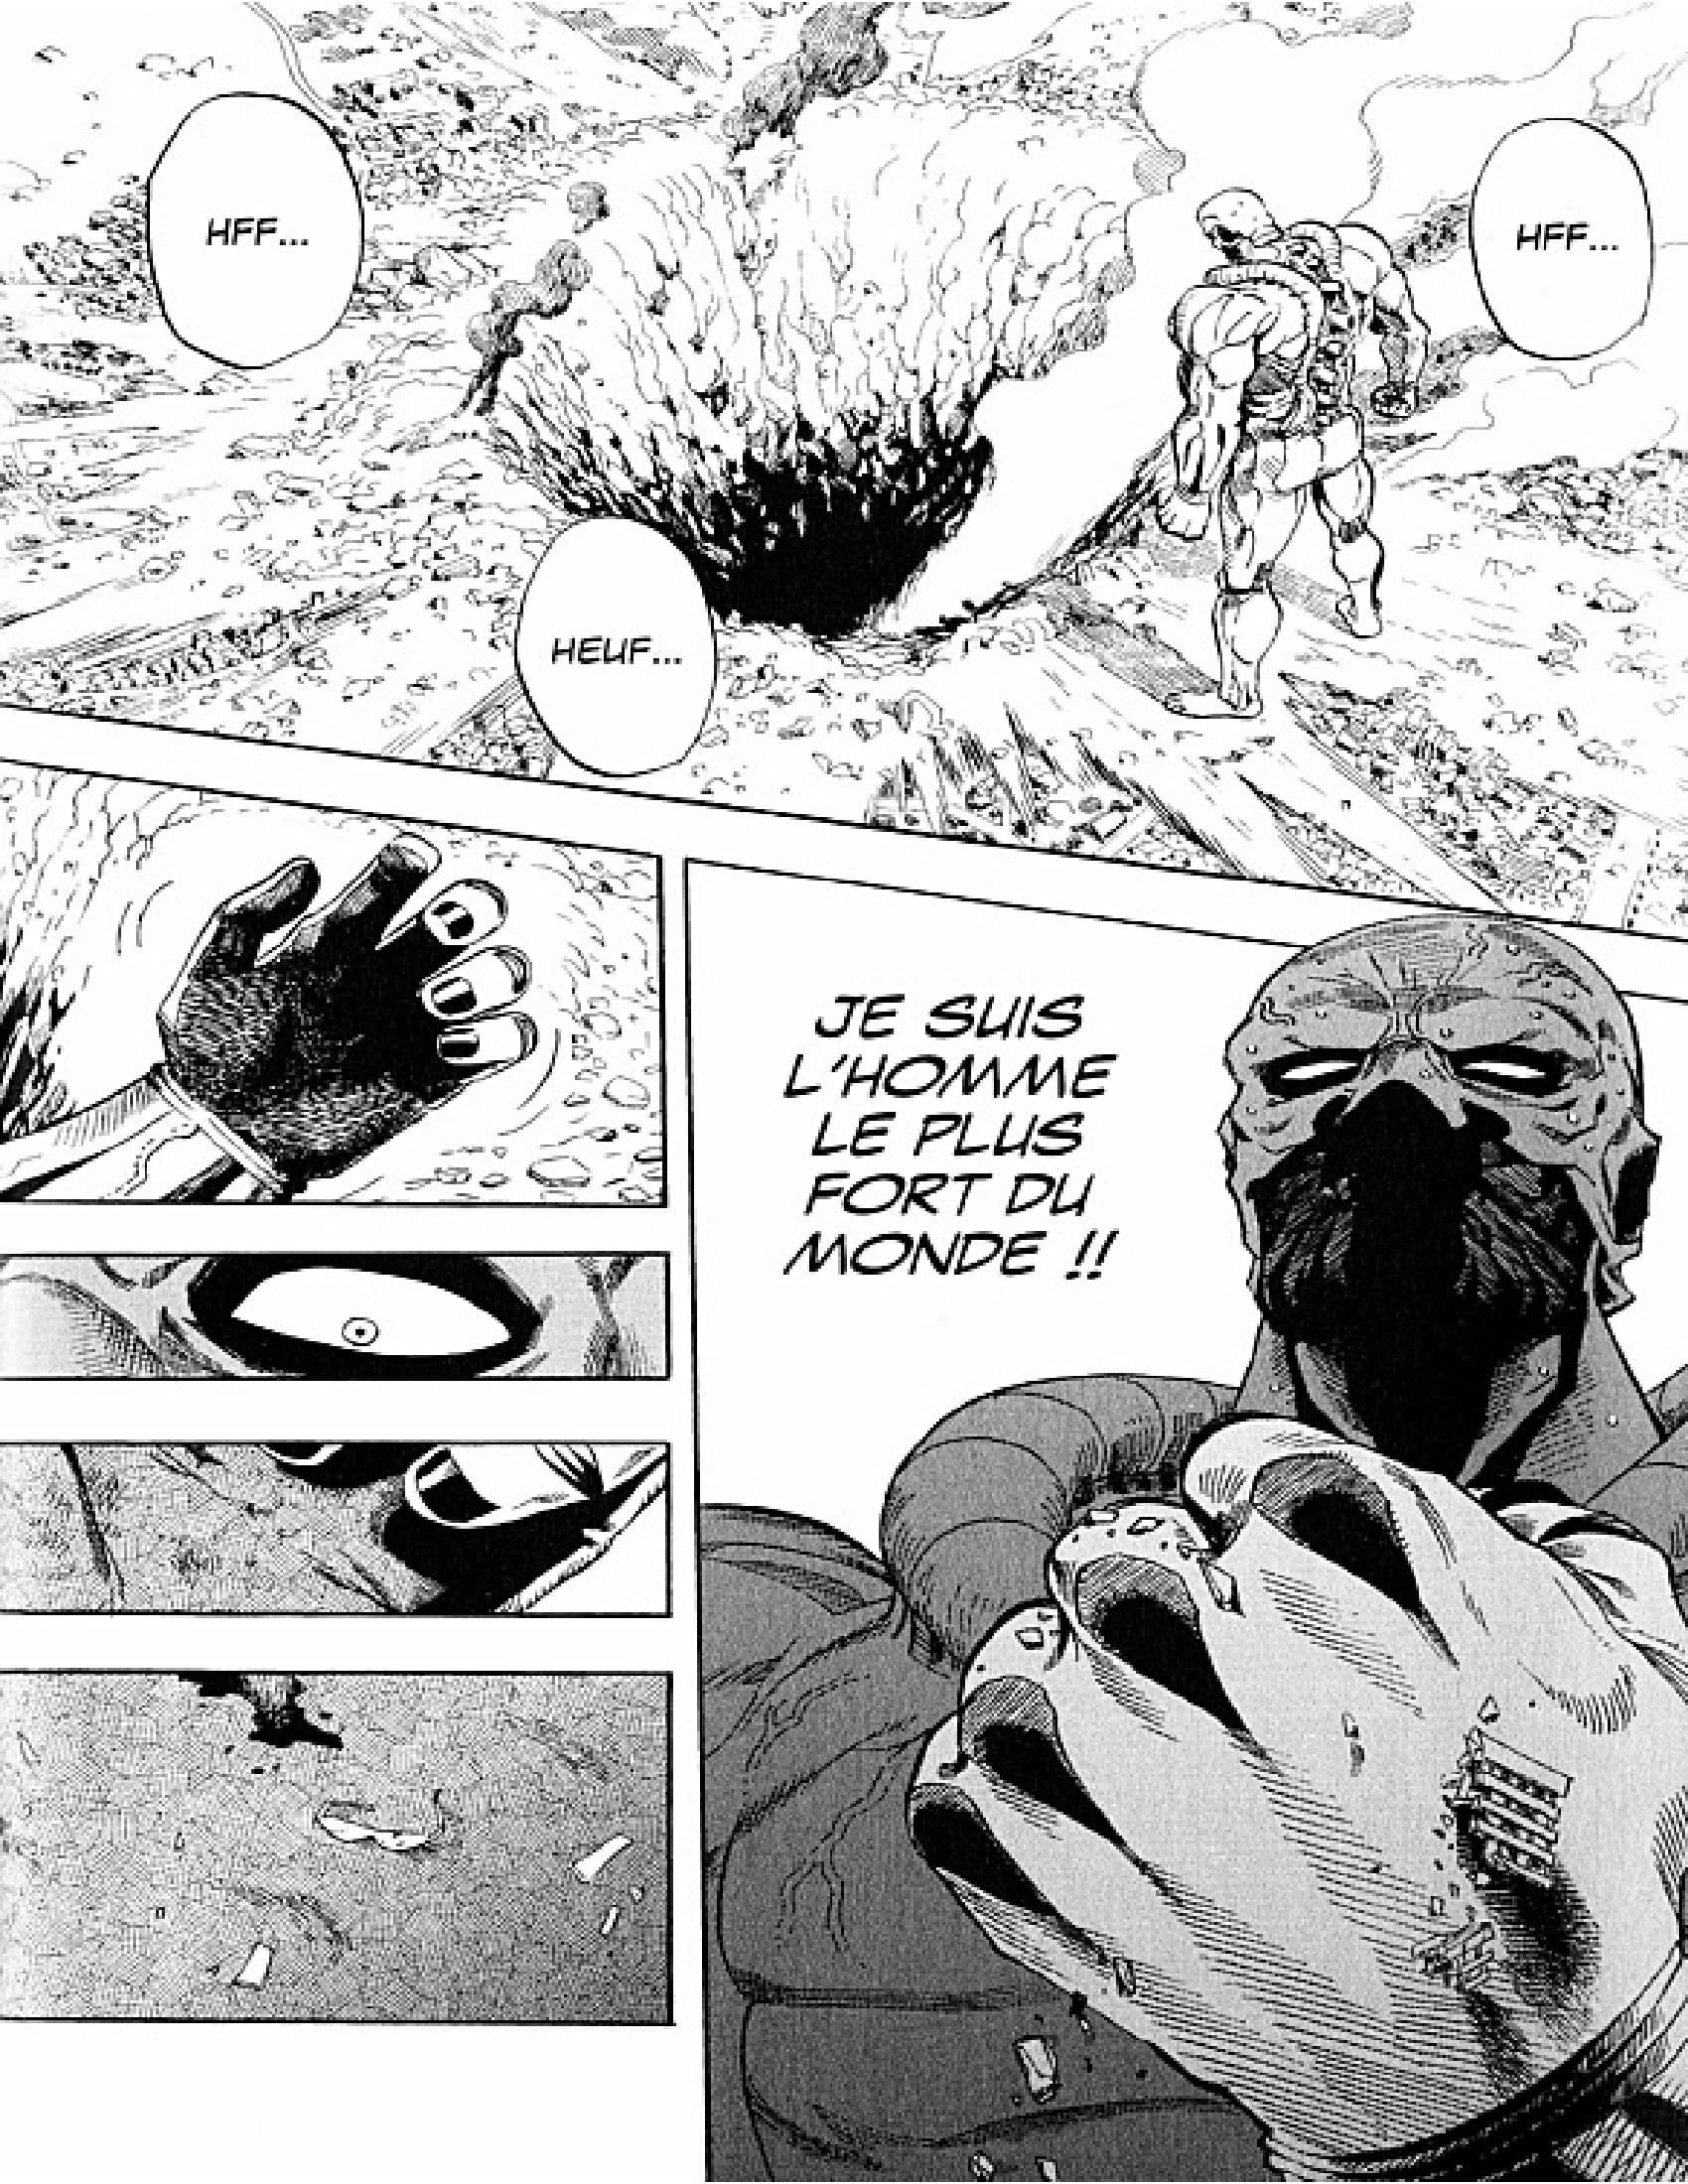 HFF...
HFF...
HEUF...
JE SUIS
L'HOMME
LE PLUS
FORT DU
MONDE !!